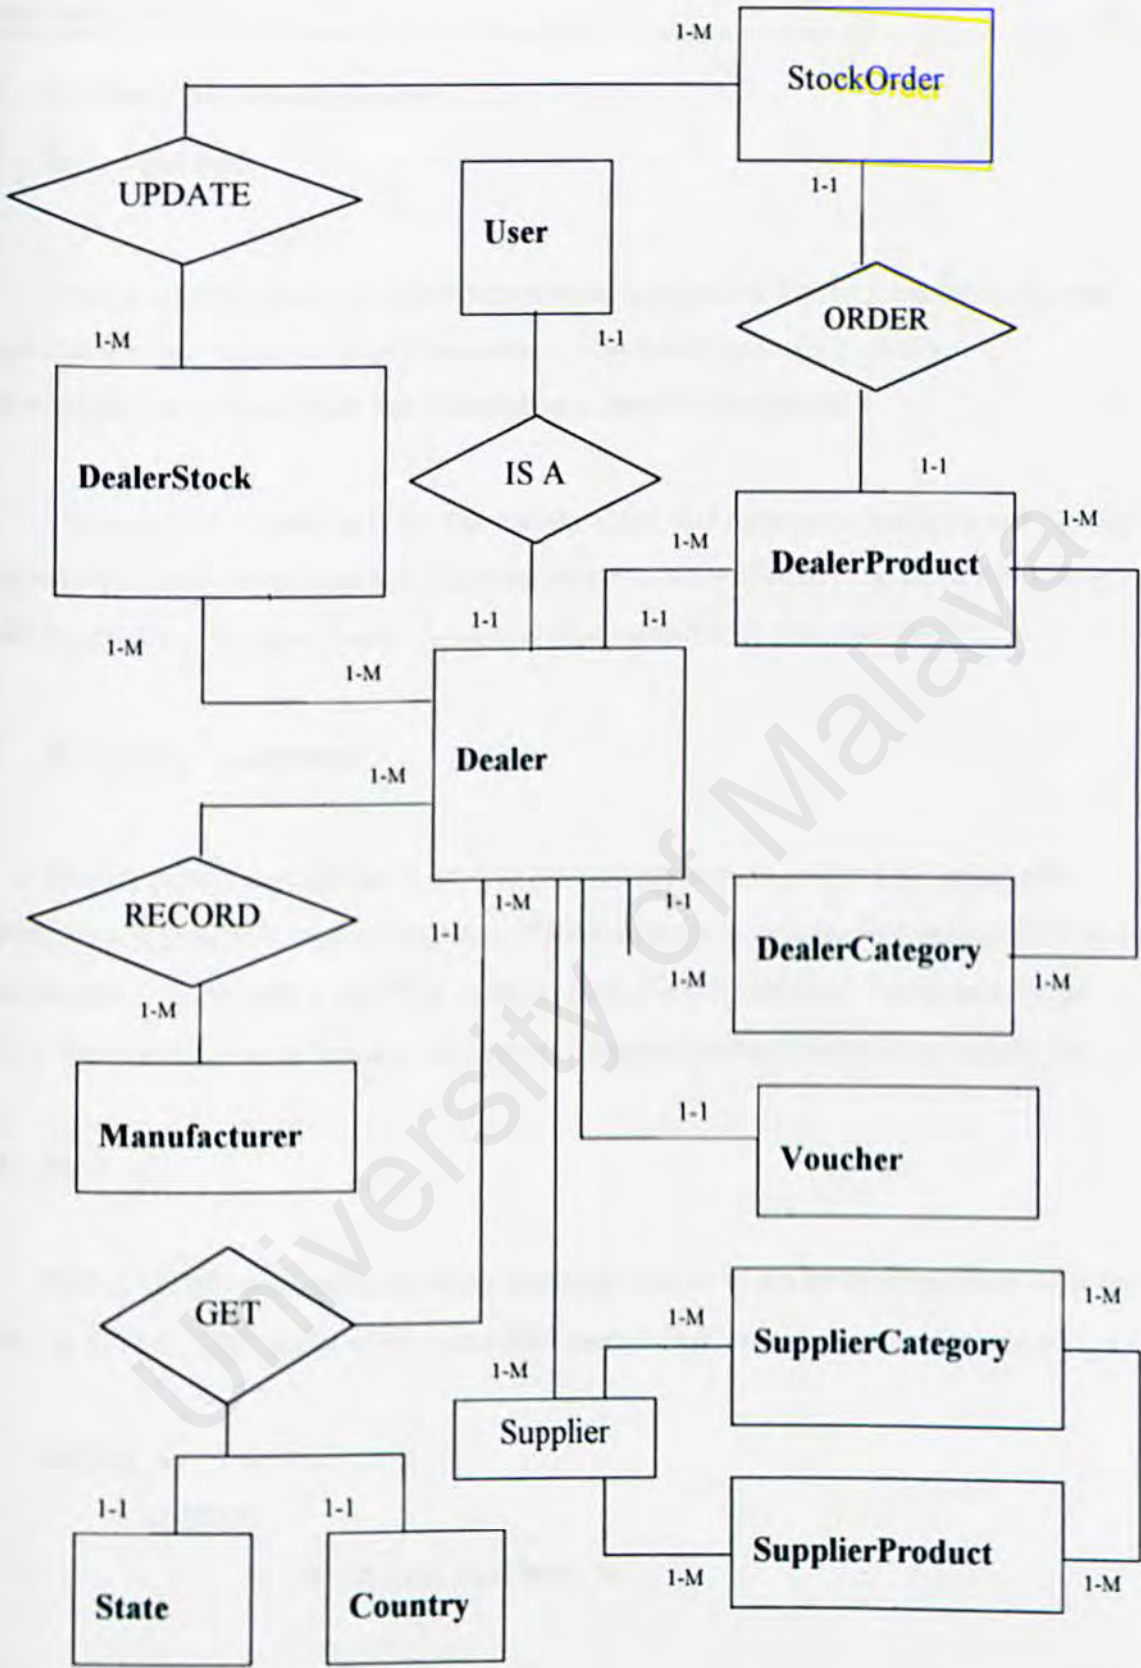 1-M
StockOrder
UPDATE
1-1
User
1-M
1-1
ORDER
DealerStock
IS A
1-1
1-M
1-M
DealerProduct
1-M
1-1
1-1
1-M
Dealer
1-M
RECORD
1-1
1-M
1-1
DealerCategory
1-M
1-M
1-M
Manufacturer
1-1
Voucher
GET
1-M
1-M
SupplierCategory
1-M
Supplier
1-1
1-1
SupplierProduct
1-M
1-M
State
Country
University of Malaya